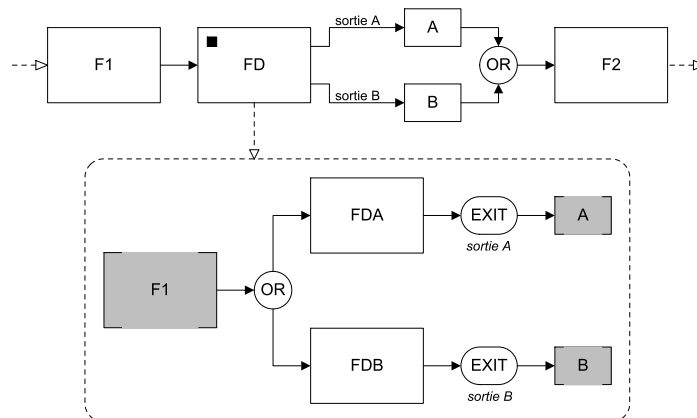 sortie A
A
F1
FD
OR
F2
sortie B
B
FDA
EXIT
A
sortie A
F1
OR
FDB
EXIT
B
sortie B